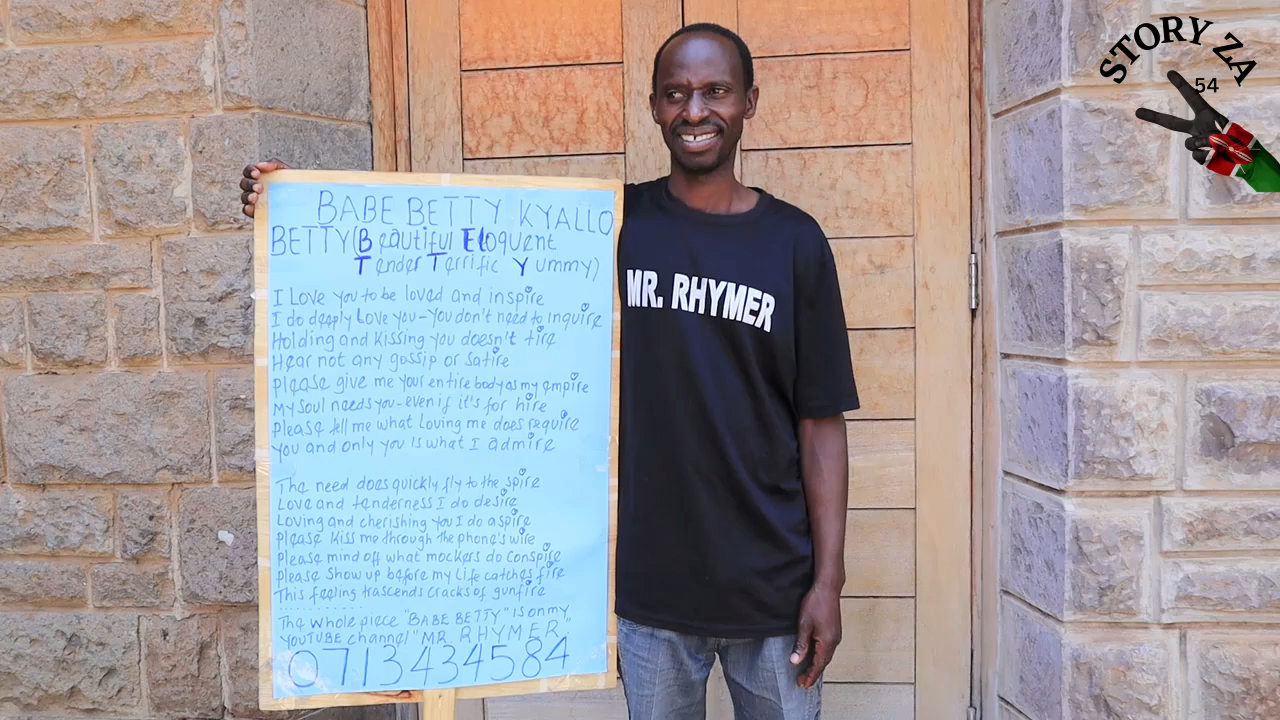 BABE BETTY KYALLO
BETTY(Beautiful Eloquent
Tender Terrific Yummy)
I Love you to be loved and inspire
I do deeply Love you-you don't need to inquire
Holding and kissing you doesn't tire
Hear not any gossip or satire
Please give me your entire body as my empire
My soul needs you-even if it's for hire
Please tell me what Loving me does require
You and only you is what I admire
The need does quickly fly to the spire
Love and tenderness I do desire
Loving and cherishing you I do aspire
Please kiss me through the phone's wire
Please mind off what mockers do conspire
Please show up before my life catches fire
This feeling trascends cracks of gunfire
............
The whole piece "BABE BETTY" is on my
YOUTUBE channel "MR. RHYMER"
0713434584
MR. RHYMER
STORY ZA
54